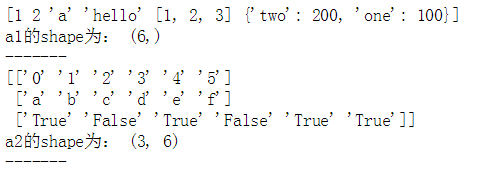 [1 2 'a' 'hello' [1, 2, 3] {'two': 200, 'one': 100}]
a1的shape为： (6,)
-------
[['0' '1' '2' '3' '4' '5']
 ['a' 'b' 'c' 'd' 'e' 'f']
 ['True' 'False' 'True' 'False' 'True' 'True']]
a2的shape为： (3, 6)
-------